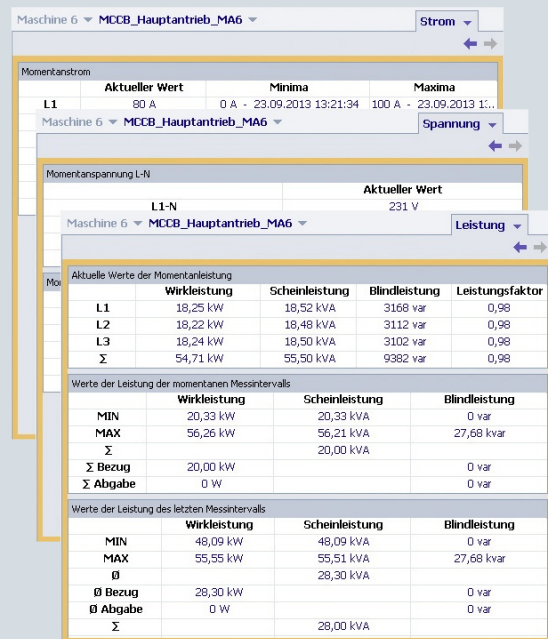 Maschine 6 MCCB_Hauptantrieb_MA6 Strom
Momentanstrom
Aktueller Wert Minima Maxima
L1 80 A 0 A - 23.09.2013 13:21:34 100 A - 23.09.2013 1...
Maschine 6 MCCB_Hauptantrieb_MA6 Spannung
Momentanspannung L-N
Aktueller Wert
L1-N 231 V
Maschine 6 MCCB_Hauptantrieb_MA6 Leistung
Aktuelle Werte der Momentanleistung
Wirkleistung Scheinleistung Blindleistung Leistungsfaktor
L1 18,25 kW 18,52 kVA 3168 var 0,98
L2 18,22 kW 18,48 kVA 3112 var 0,98
L3 18,24 kW 18,50 kVA 3102 var 0,98
Σ 54,71 kW 55,50 kVA 9382 var 0,98
Werte der Leistung der momentanen Messintervalls
Wirkleistung Scheinleistung Blindleistung
MIN 20,33 kW 20,33 kVA 0 var
MAX 56,26 kW 56,21 kVA 27,68 kvar
Σ 20,00 kVA
Σ Bezug 20,00 kW 0 var
Σ Abgabe 0 W 0 var
Werte der Leistung des letzten Messintervalls
Wirkleistung Scheinleistung Blindleistung
MIN 48,09 kW 48,09 kVA 0 var
MAX 55,55 kW 55,51 kVA 27,68 kvar
Ø 28,30 kVA
Ø Bezug 28,30 kW 0 var
Ø Abgabe 0 W 0 var
Σ 28,00 kVA